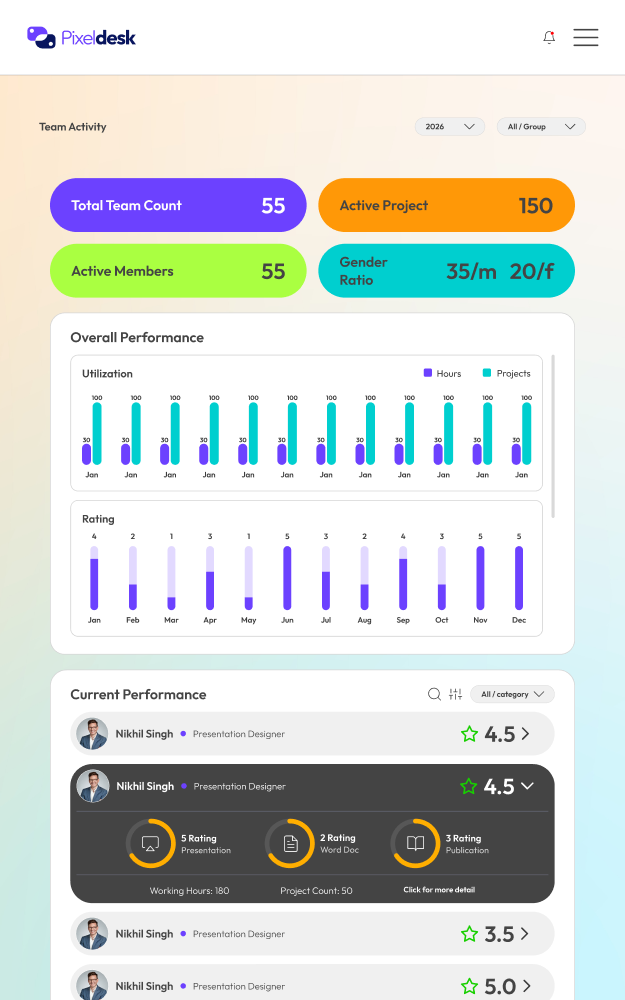 Pixeldesk
Team Activity
2026
All / Group
Total Team Count 55
Active Project 150
Active Members 55
Gender
Ratio
35/m 20/f
Overall Performance
Utilization
Hours Projects
30 100 30 100 30 100 30 100 30 100 30 100 30 100 30 100 30 100 30 100 30 100 30 100
Jan Jan Jan Jan Jan Jan Jan Jan Jan Jan Jan Jan
Rating
4 2 1 3 1 5 3 2 4 3 5 5
Jan Feb Mar Apr May Jun Jul Aug Sep Oct Nov Dec
Current Performance
All / category
Nikhil Singh Presentation Designer 4.5
Nikhil Singh Presentation Designer 4.5
5 Rating
Presentation
2 Rating
Word Doc
3 Rating
Publication
Working Hours: 180 Project Count: 50 Click for more detail
Nikhil Singh Presentation Designer 3.5
Nikhil Singh Presentation Designer 5.0